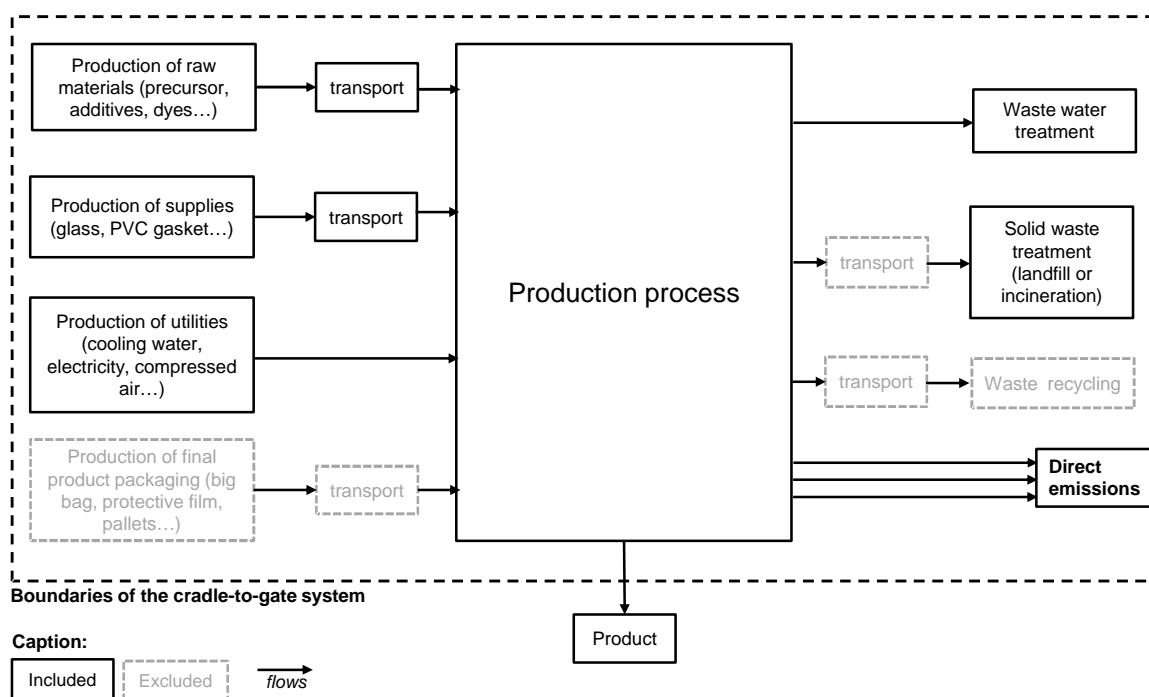 Production of raw
materials (precursor,
additives, dyes…)
transport
Production of supplies
(glass, PVC gasket…)
transport
Production of utilities
(cooling water,
electricity, compressed
air…)
Production of final
product packaging (big
bag, protective film,
pallets…)
transport
Production process
Waste water
treatment
transport
Solid waste
treatment
(landfill or
incineration)
transport
Waste recycling
Direct
emissions
Boundaries of the cradle-to-gate system
Product
Caption:
Included
Excluded
flows